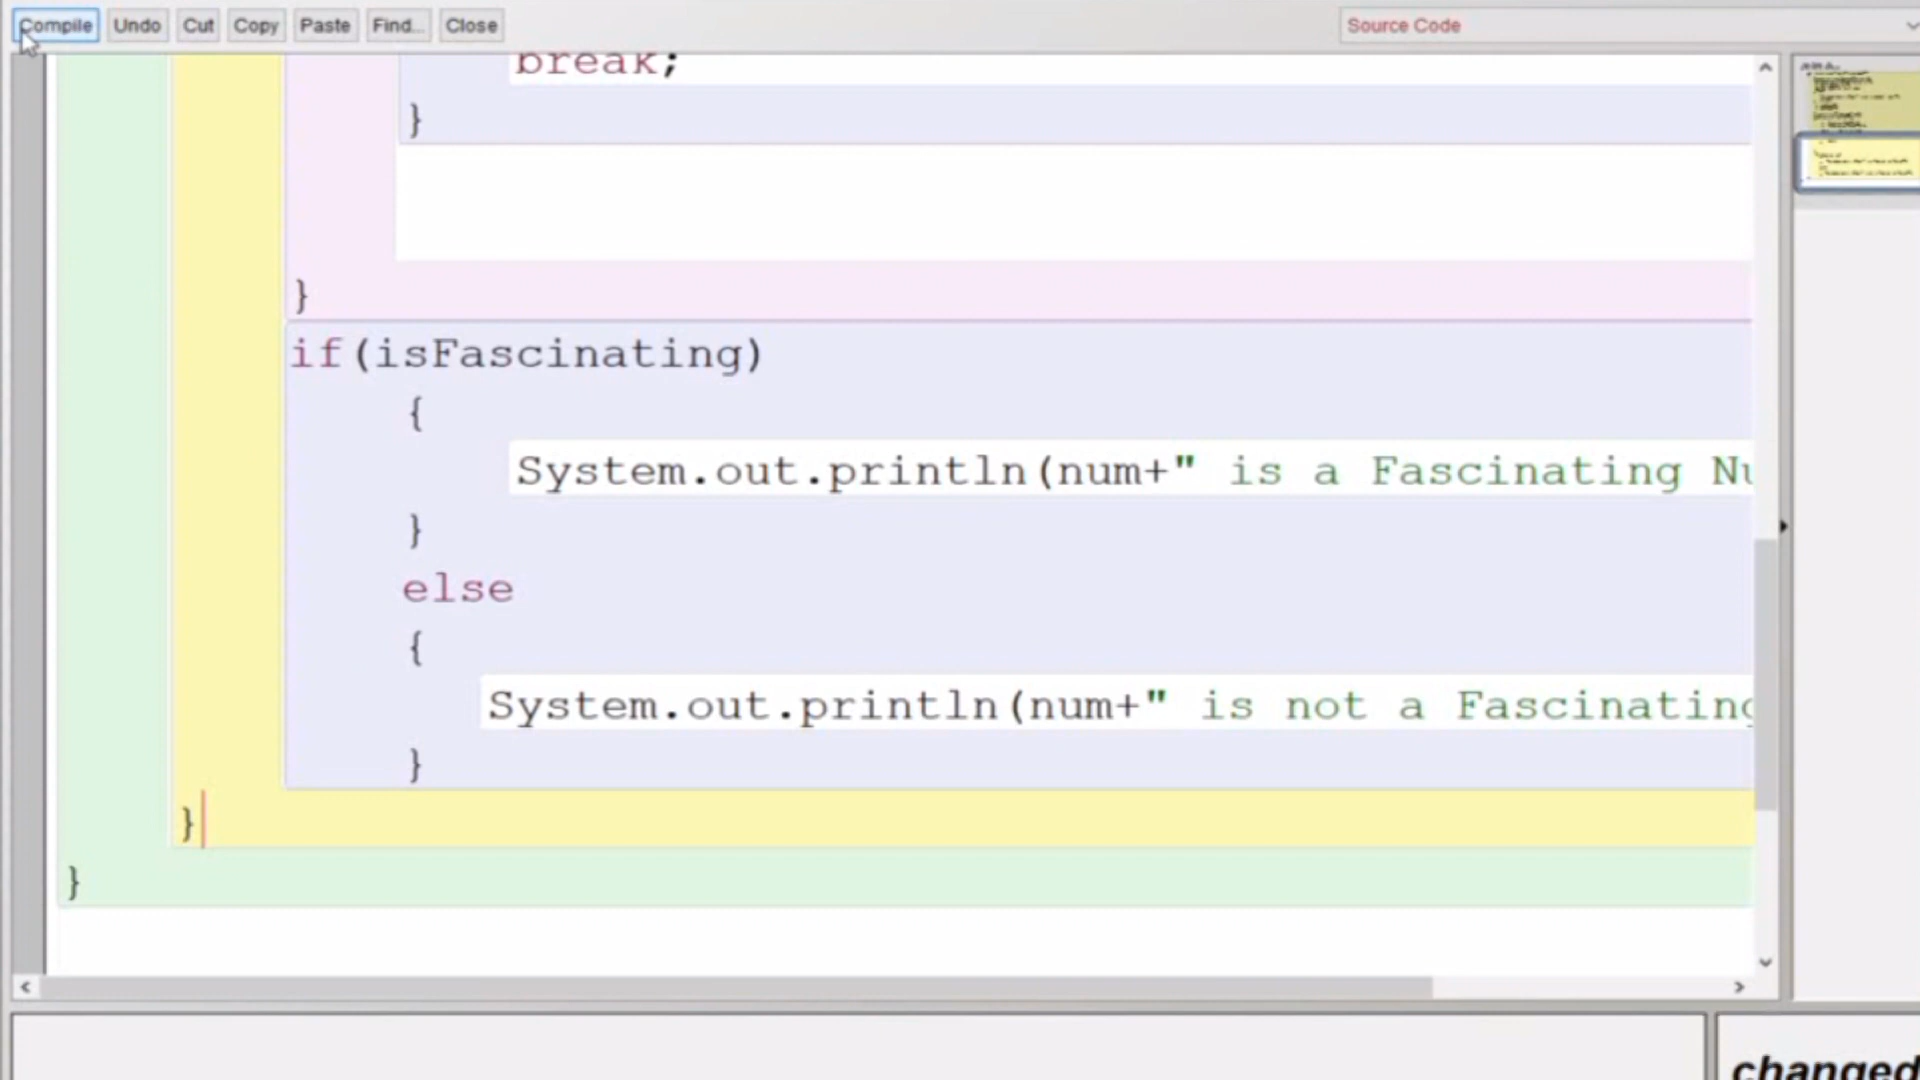 Compile Undo Cut Copy Paste Find... Close Source Code
break;
}
}
if(isFascinating)
{
System.out.println(num+" is a Fascinating Nu
}
else
{
System.out.println(num+" is not a Fascinating
}
}
}
changed